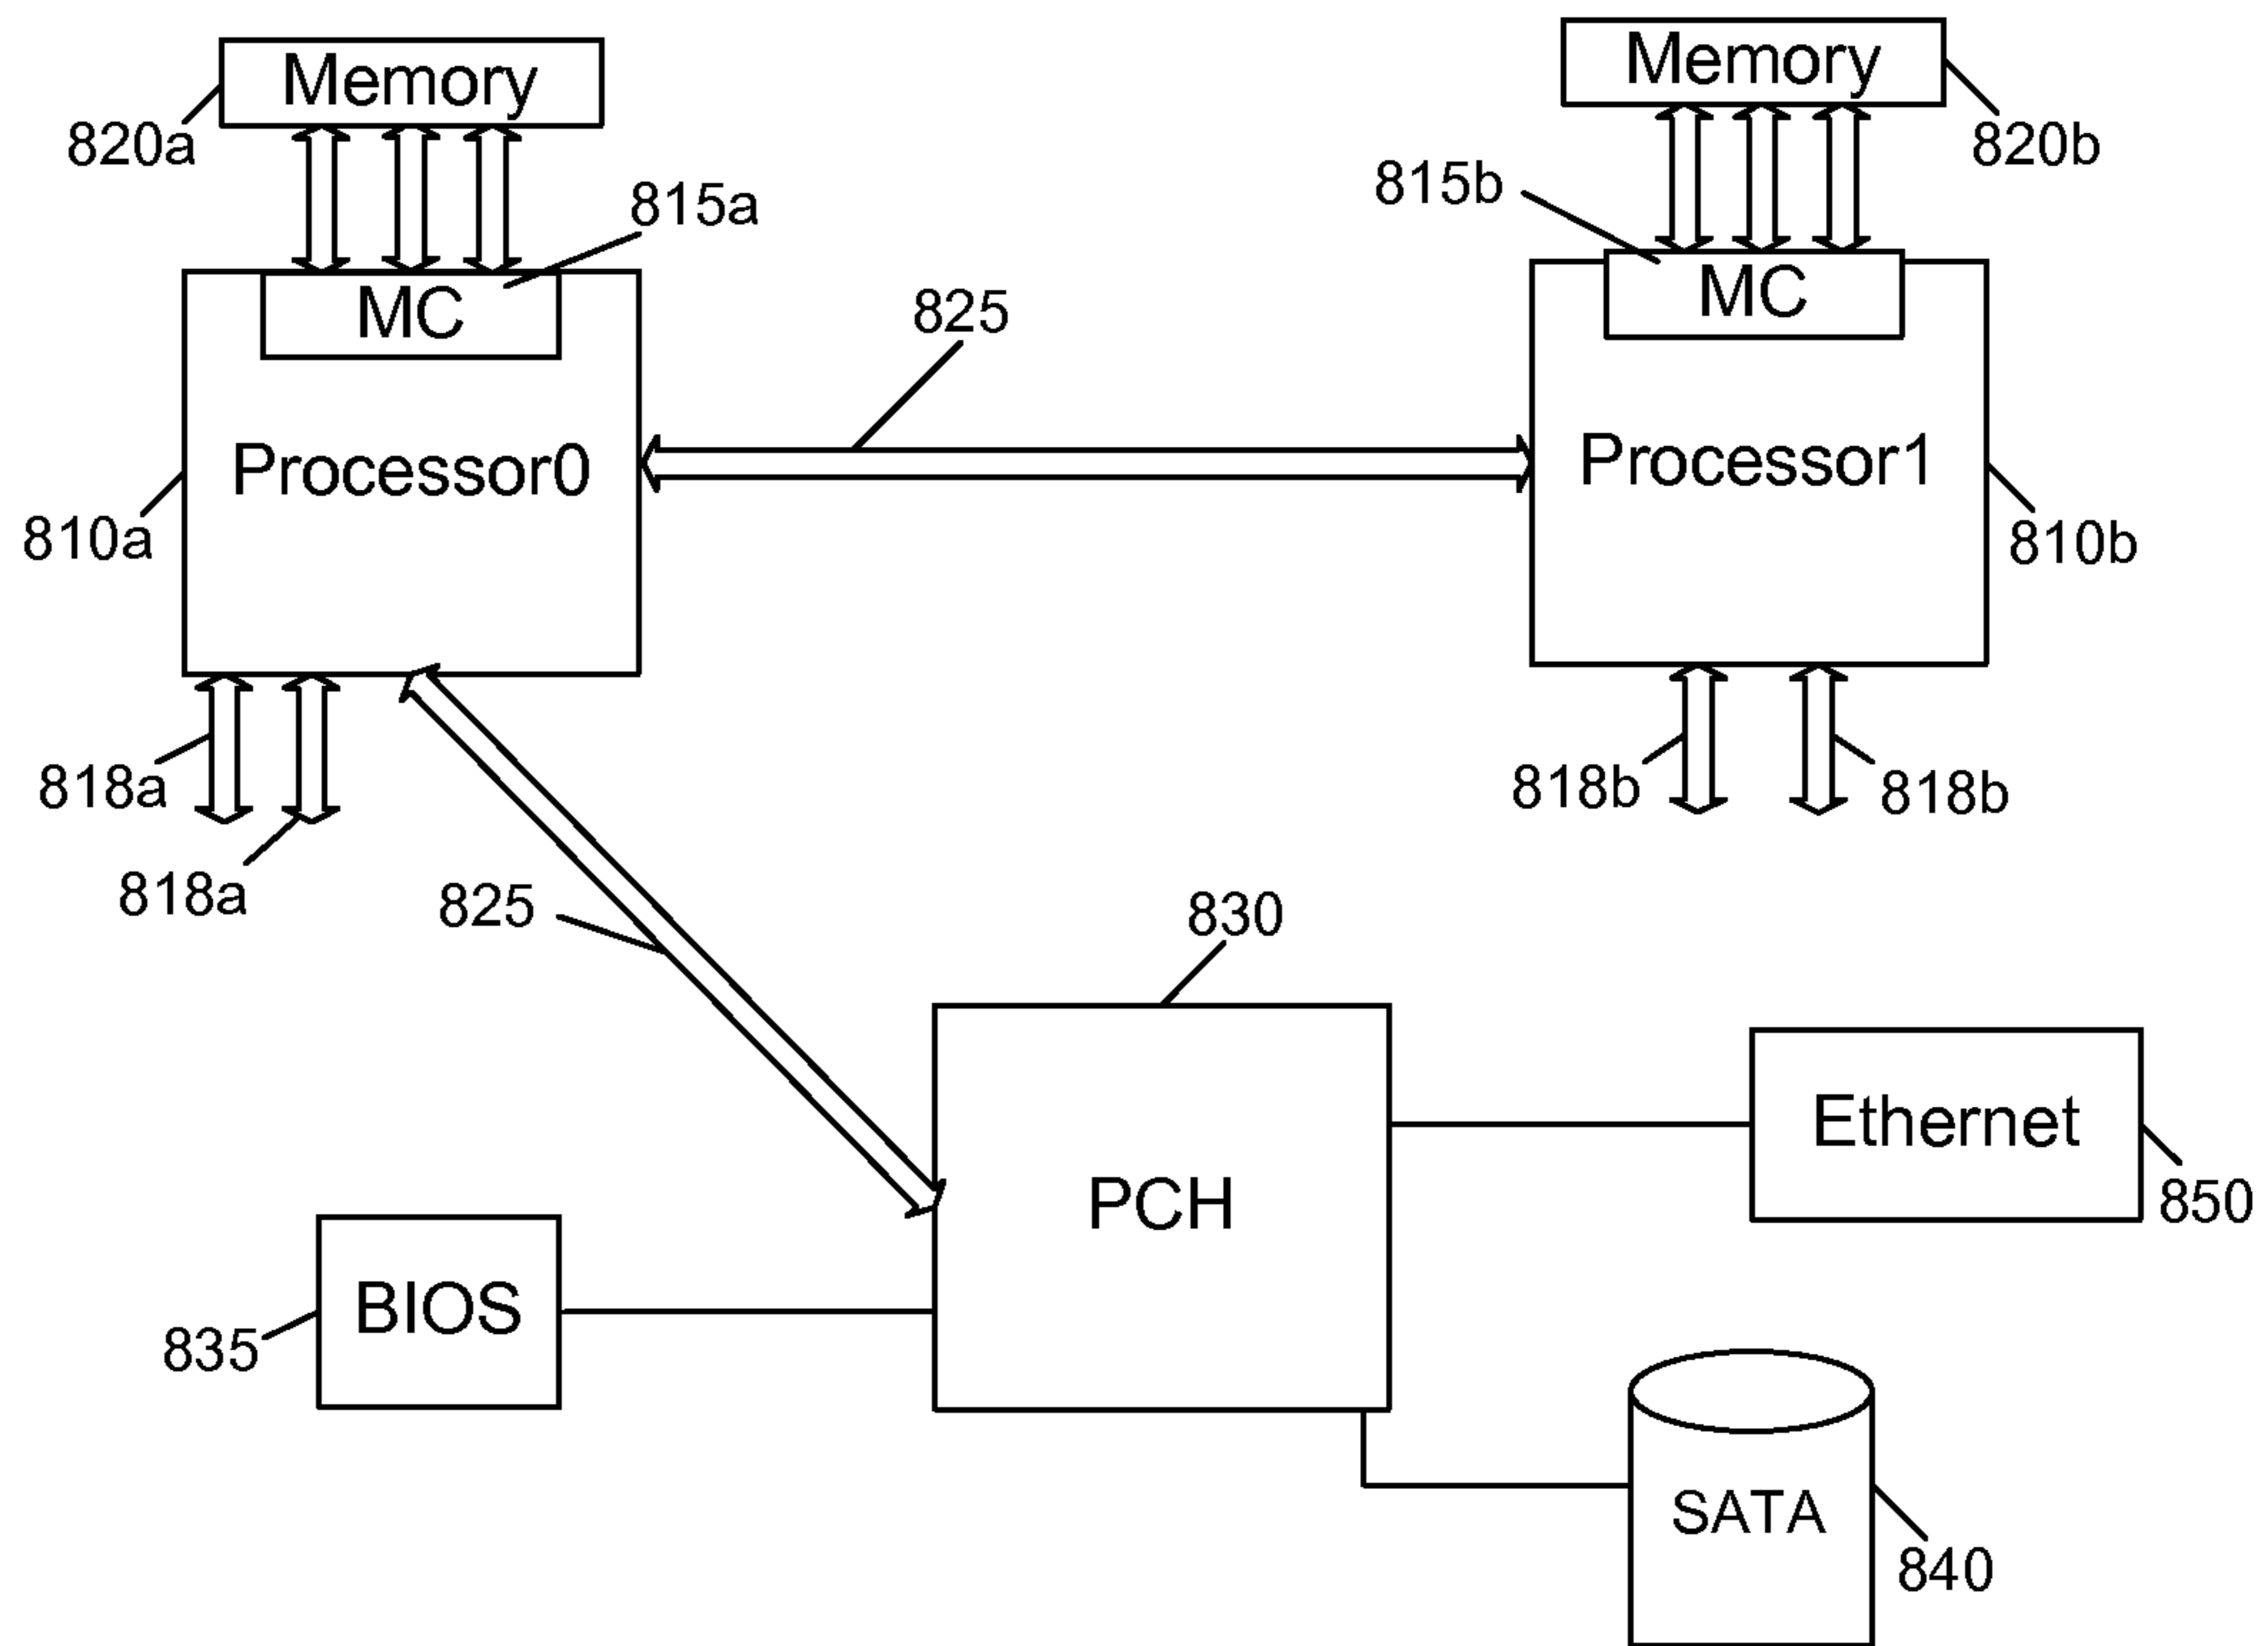 Memory
Memory
820a
820b
815a
815b
MC
MC
825
Processor0
Processor1
810a
810b
818a
818b
818b
818a
825
830
Ethernet
PCH
850
BIOS
835
SATA
840